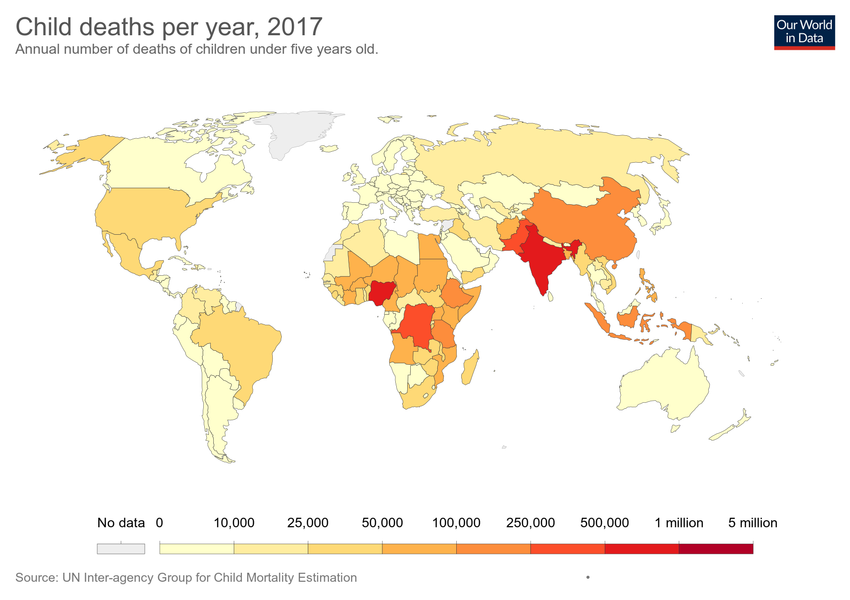 Child deaths per year, 2017
Annual number of deaths of children under five years old.
Our World
in Data
No data 0 10,000 25,000 50,000 100,000 250,000 500,000 1 million 5 million
Source: UN Inter-agency Group for Child Mortality Estimation •